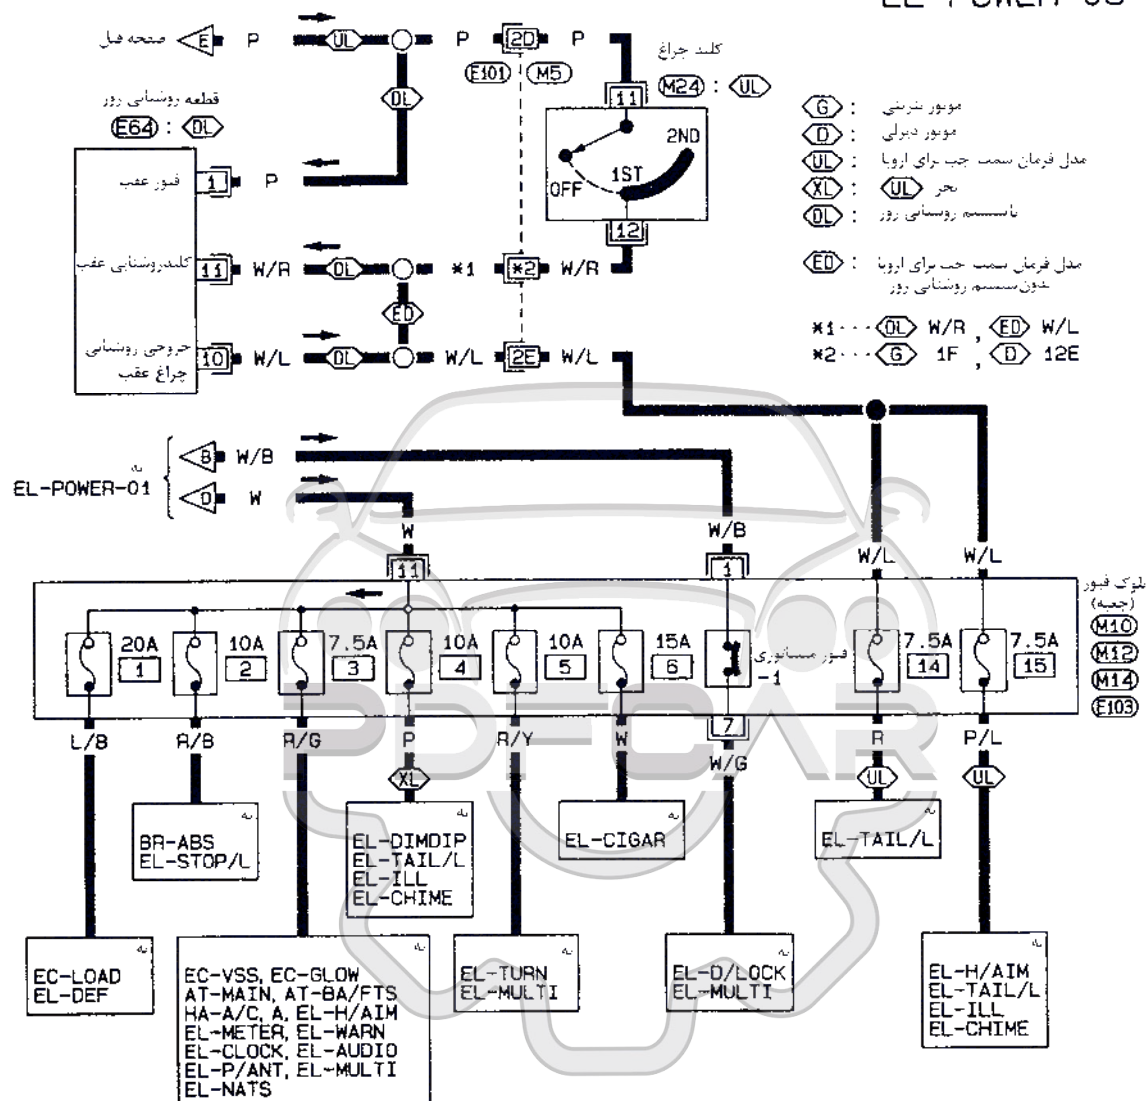 EL-POWER-03
صفحه قبل E P UL P 2D P
کلید چراغ
E101 M5
M24 : UL
قطعه روشنائی روز
E64 : DL
DL
11
2ND
1ST
OFF
12
فیوز عقب 1 P
کلیدروشنایی عقب 11 W/R DL *1 *2 W/R
ED
خروجی روشنایی
چراغ عقب
10 W/L DL W/L 2E W/L
G : موتور بنزینی
D : موتور دیزلی
UL : مدل فرمان سمت چپ برای اروپا
XL : بجز UL
DL : باسیستم روشنایی روز
ED : مدل فرمان سمت چپ برای اروپا
بدون سیستم روشنایی روز
*1··· DL W/R , ED W/L
*2··· G 1F , D 12E
به
EL-POWER-01
B W/B
D W
W W/B W/L W/L
11 1
بلوک فیوز
(جعبه)
M10
M12
M14
E103
20A 10A 7.5A 10A 10A 15A 7.5A 7.5A
1 2 3 4 5 6 14 15
فیوز مینیاتوری
-1
7
L/B R/B R/G P R/Y W W/G R P/L
XL UL UL
PDFCAR
به
BR-ABS
EL-STOP/L
به
EL-DIMDIP
EL-TAIL/L
EL-ILL
EL-CHIME
به
EL-CIGAR
به
EL-TAIL/L
به
EC-LOAD
EL-DEF
به
EC-VSS, EC-GLOW
AT-MAIN, AT-BA/FTS
HA-A/C, A, EL-H/AIM
EL-METER, EL-WARN
EL-CLOCK, EL-AUDIO
EL-P/ANT, EL-MULTI
EL-NATS
به
EL-TURN
EL-MULTI
به
EL-D/LOCK
EL-MULTI
به
EL-H/AIM
EL-TAIL/L
EL-ILL
EL-CHIME